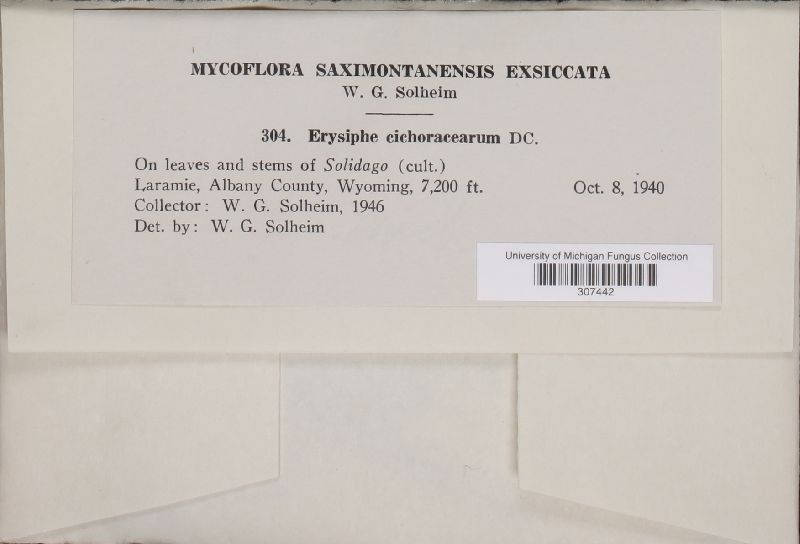 MYCOFLORA SAXIMONTANENSIS EXSICCATA
W. G. Solheim
304. Erysiphe cichoracearum DC.
On leaves and stems of Solidago (cult.)
Laramie, Albany County, Wyoming, 7,200 ft. Oct. 8, 1940
Collector: W. G. Solheim, 1946
Det. by: W. G. Solheim
University of Michigan Fungus Collection
307442